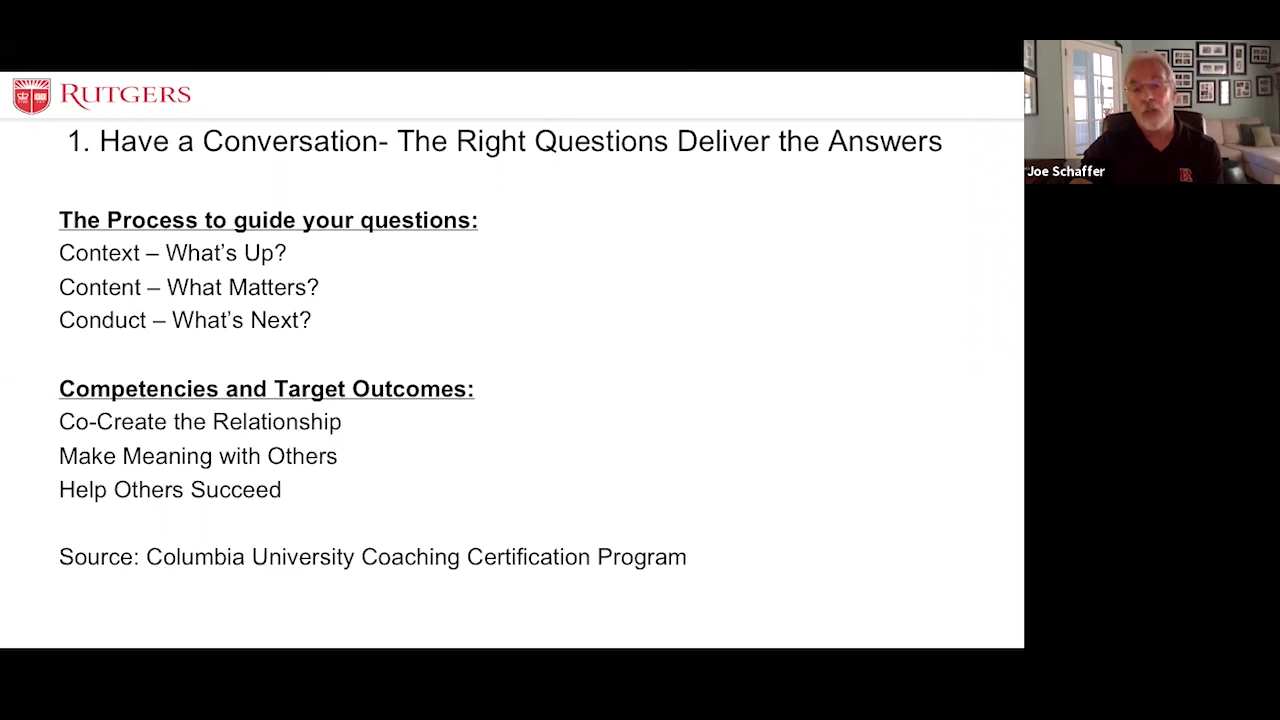 RUTGERS
1. Have a Conversation- The Right Questions Deliver the Answers
The Process to guide your questions:
Context – What’s Up?
Content – What Matters?
Conduct – What’s Next?
Competencies and Target Outcomes:
Co-Create the Relationship
Make Meaning with Others
Help Others Succeed
Source: Columbia University Coaching Certification Program
Joe Schaffer
R